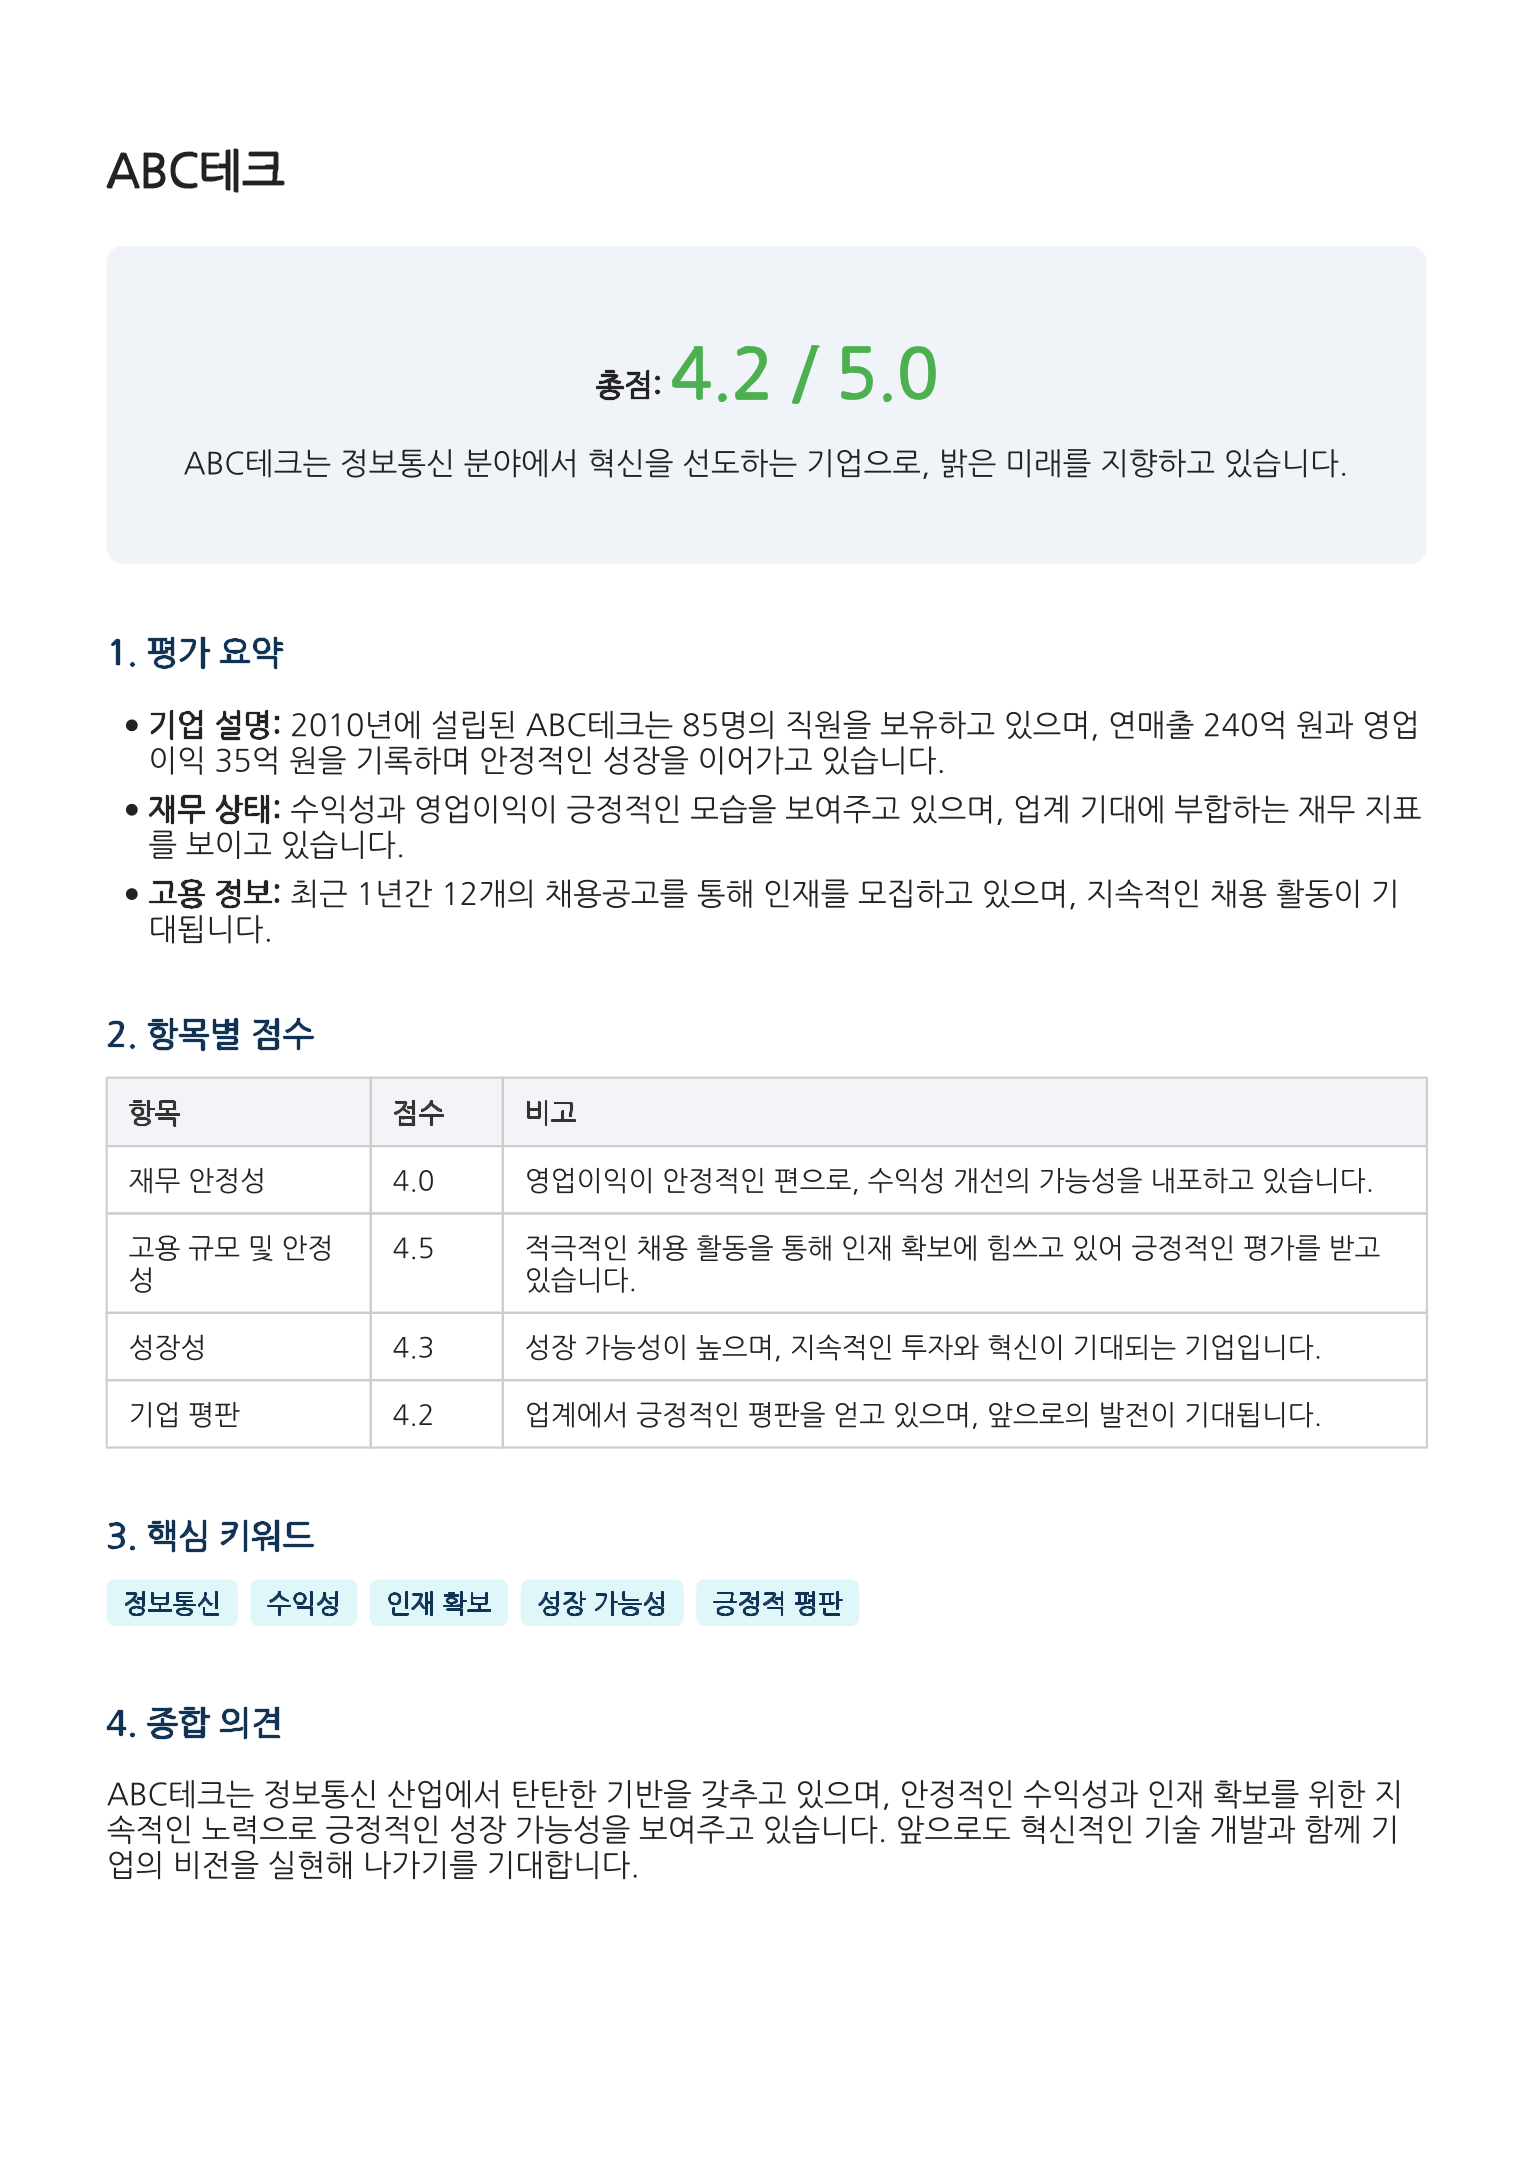 ABC테크
총점: 4.2 / 5.0
ABC테크는 정보통신 분야에서 혁신을 선도하는 기업으로, 밝은 미래를 지향하고 있습니다.
1. 평가 요약
• 기업 설명: 2010년에 설립된 ABC테크는 85명의 직원을 보유하고 있으며, 연매출 240억 원과 영업
이익 35억 원을 기록하며 안정적인 성장을 이어가고 있습니다.
• 재무 상태: 수익성과 영업이익이 긍정적인 모습을 보여주고 있으며, 업계 기대에 부합하는 재무 지표
를 보이고 있습니다.
• 고용 정보: 최근 1년간 12개의 채용공고를 통해 인재를 모집하고 있으며, 지속적인 채용 활동이 기
대됩니다.
2. 항목별 점수
항목 점수 비고
재무 안정성 4.0 영업이익이 안정적인 편으로, 수익성 개선의 가능성을 내포하고 있습니다.
고용 규모 및 안정 4.5 적극적인 채용 활동을 통해 인재 확보에 힘쓰고 있어 긍정적인 평가를 받고
성 있습니다.
성장성 4.3 성장 가능성이 높으며, 지속적인 투자와 혁신이 기대되는 기업입니다.
기업 평판 4.2 업계에서 긍정적인 평판을 얻고 있으며, 앞으로의 발전이 기대됩니다.
3. 핵심 키워드
정보통신 수익성 인재 확보 성장 가능성 긍정적 평판
4. 종합 의견
ABC테크는 정보통신 산업에서 탄탄한 기반을 갖추고 있으며, 안정적인 수익성과 인재 확보를 위한 지
속적인 노력으로 긍정적인 성장 가능성을 보여주고 있습니다. 앞으로도 혁신적인 기술 개발과 함께 기
업의 비전을 실현해 나가기를 기대합니다.